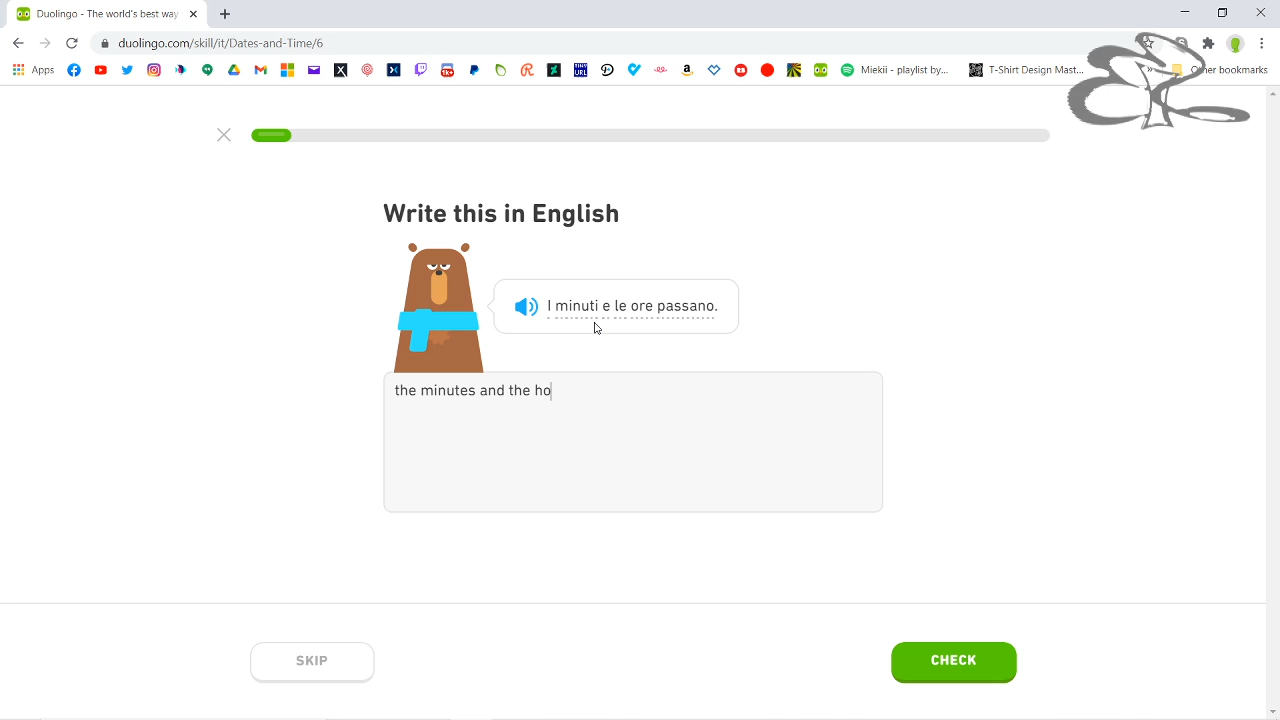 Duolingo - The world's best way
duolingo.com/skill/it/Dates-and-Time/6
Apps
Miekii - playlist by...
T-Shirt Design Mast...
Other bookmarks
Write this in English
I minuti e le ore passano.
the minutes and the ho
SKIP
CHECK